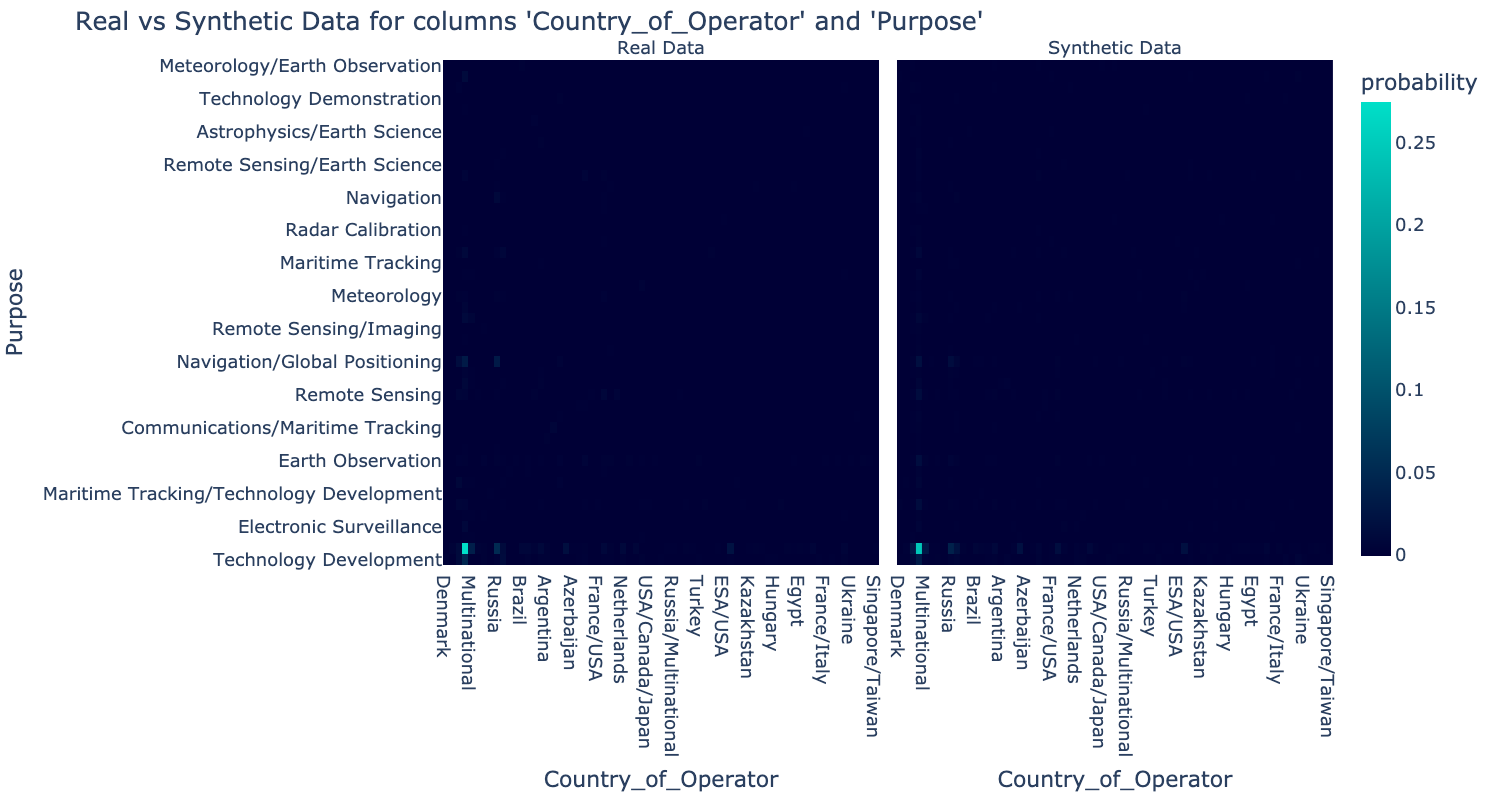 Real vs Synthetic Data for columns 'Country_of_Operator' and 'Purpose'
Real Data
Synthetic Data
probability
Meteorology/Earth Observation
Technology Demonstration
Astrophysics/Earth Science
Remote Sensing/Earth Science
Navigation
Radar Calibration
Maritime Tracking
Meteorology
Remote Sensing/Imaging
Navigation/Global Positioning
Remote Sensing
Communications/Maritime Tracking
Earth Observation
Maritime Tracking/Technology Development
Electronic Surveillance
Technology Development
Purpose
0.25
0.2
0.15
0.1
0.05
0
Denmark
Multinational
Russia
Brazil
Argentina
Azerbaijan
France/USA
Netherlands
USA/Canada/Japan
Russia/Multinational
Turkey
ESA/USA
Kazakhstan
Hungary
Egypt
France/Italy
Ukraine
Singapore/Taiwan
Denmark
Multinational
Russia
Brazil
Argentina
Azerbaijan
France/USA
Netherlands
USA/Canada/Japan
Russia/Multinational
Turkey
ESA/USA
Kazakhstan
Hungary
Egypt
France/Italy
Ukraine
Singapore/Taiwan
Country_of_Operator
Country_of_Operator